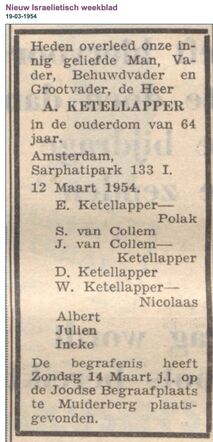 Nieuw Israelietisch weekblad
19-03-1954
Heden overleed onze in-
nig geliefde Man, Va-
der, Behuwdvader en
Grootvader, de Heer
A. KETELLAPPER
in de ouderdom van 64
jaar.
Amsterdam,
Sarphatipark 133 I.
12 Maart 1954.
E. Ketellapper—
Polak
S. van Collem
J. van Collem—
Ketellapper
D. Ketellapper
W. Ketellapper—
Nicolaas
Albert
Julien
Ineke
De begrafenis heeft
Zondag 14 Maart j.l. op
de Joodse Begraafplaats
te Muiderberg plaats-
gevonden.